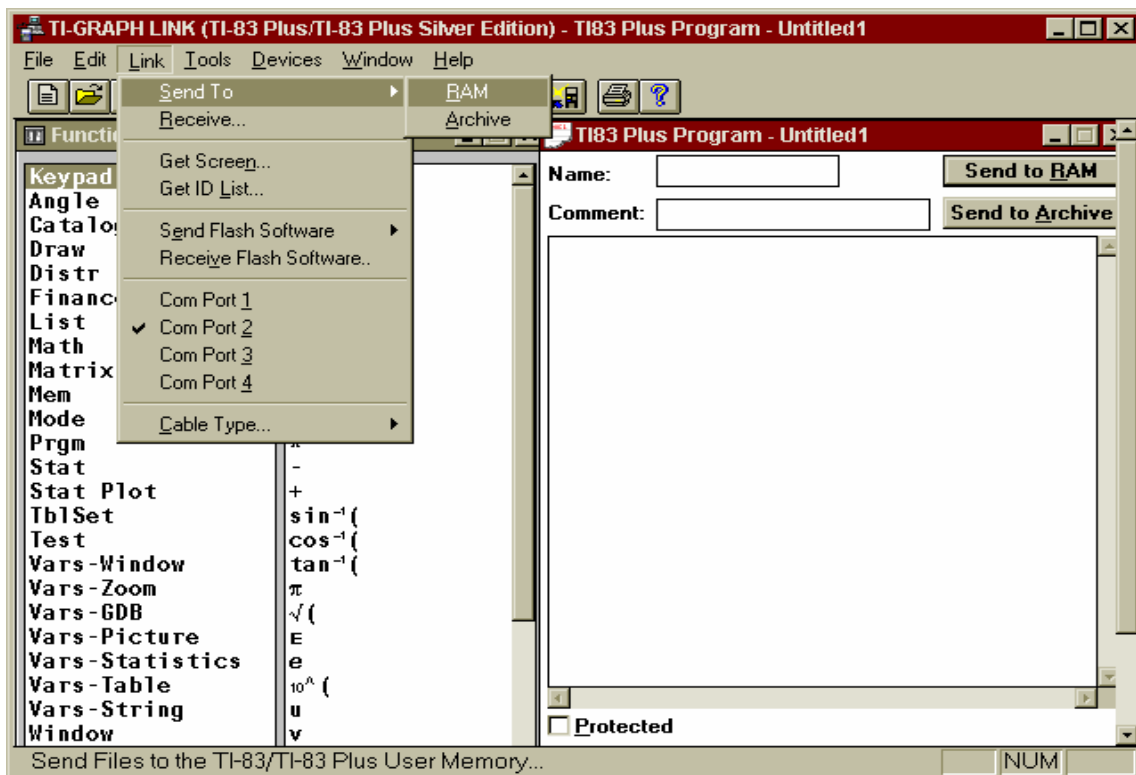 TI-GRAPH LINK (TI-83 Plus/TI-83 Plus Silver Edition) - TI83 Plus Program - Untitled1
File Edit Link Tools Devices Window Help
Send To
Receive...
Get Screen...
Get ID List...
Send Flash Software
Receive Flash Software..
Com Port 1
Com Port 2
Com Port 3
Com Port 4
Cable Type...
RAM
Archive
Keypad
Angle
Draw
Distr
List
Math
Matrix
Mem
Mode
Prgm
Stat
Stat Plot
TblSet
Test
Vars-Window
Vars-Zoom
Vars-GDB
Vars-Picture
Vars-Statistics
Vars-Table
Vars-String
Window
-
+
sin⁻¹(
cos⁻¹(
tan⁻¹(
π
√(
E
e
10^(
u
v
TI83 Plus Program - Untitled1
Name:
Send to RAM
Comment:
Send to Archive
Protected
Send Files to the TI-83/TI-83 Plus User Memory...
NUM